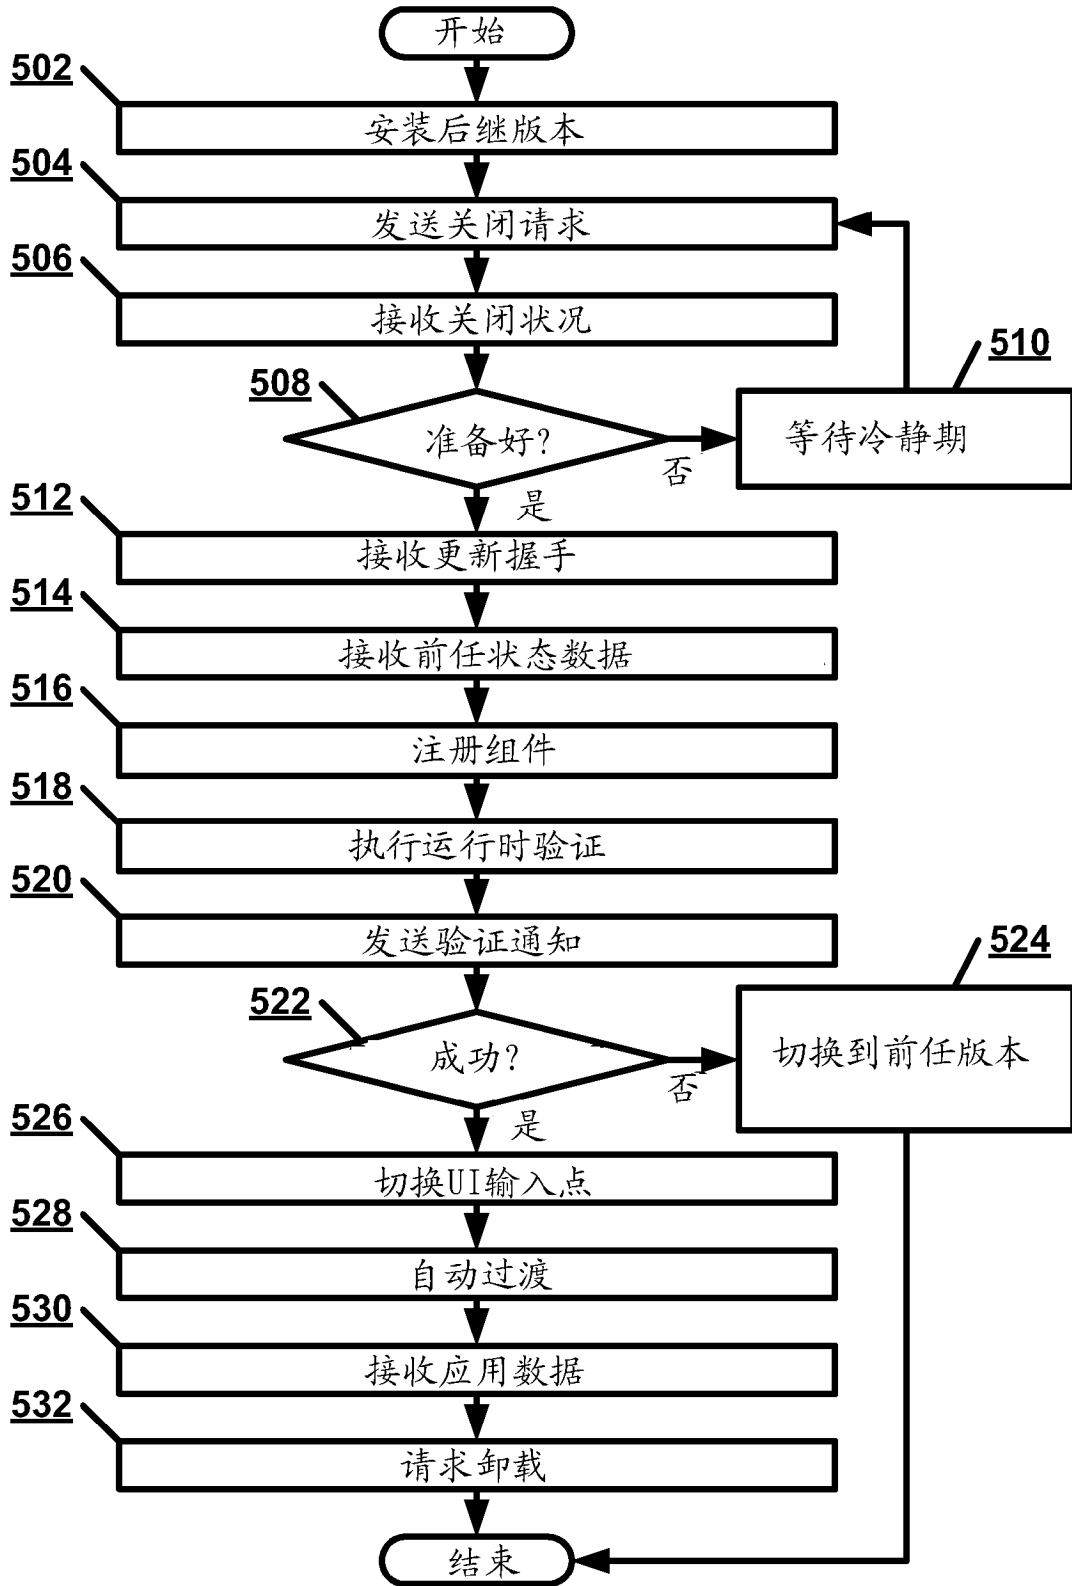 开始
502
安装后继版本
504
发送关闭请求
506
接收关闭状况
508
准备好?
否
510
等待冷静期
是
512
接收更新握手
514
接收前任状态数据
516
注册组件
518
执行运行时验证
520
发送验证通知
522
成功?
否
524
切换到前任版本
是
526
切换UI输入点
528
自动过渡
530
接收应用数据
532
请求卸载
结束